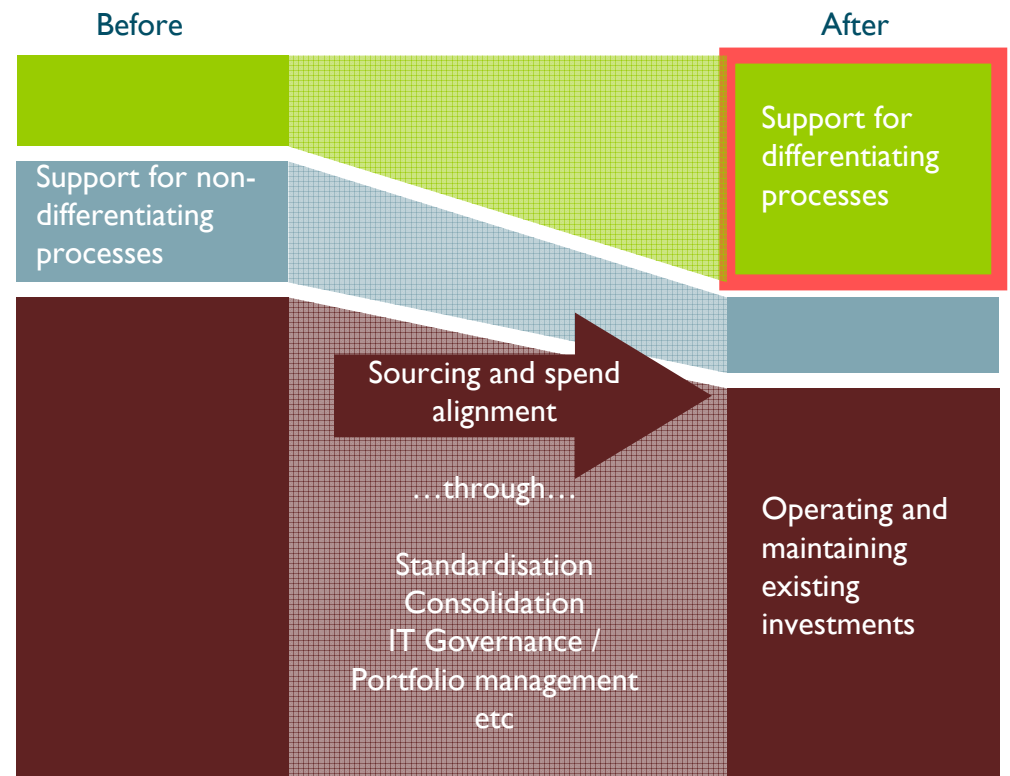 Before
After
Support for
differentiating
processes
Support for non-
differentiating
processes
Sourcing and spend
alignment
…through…
Standardisation
Consolidation
IT Governance /
Portfolio management
etc
Operating and
maintaining
existing
investments